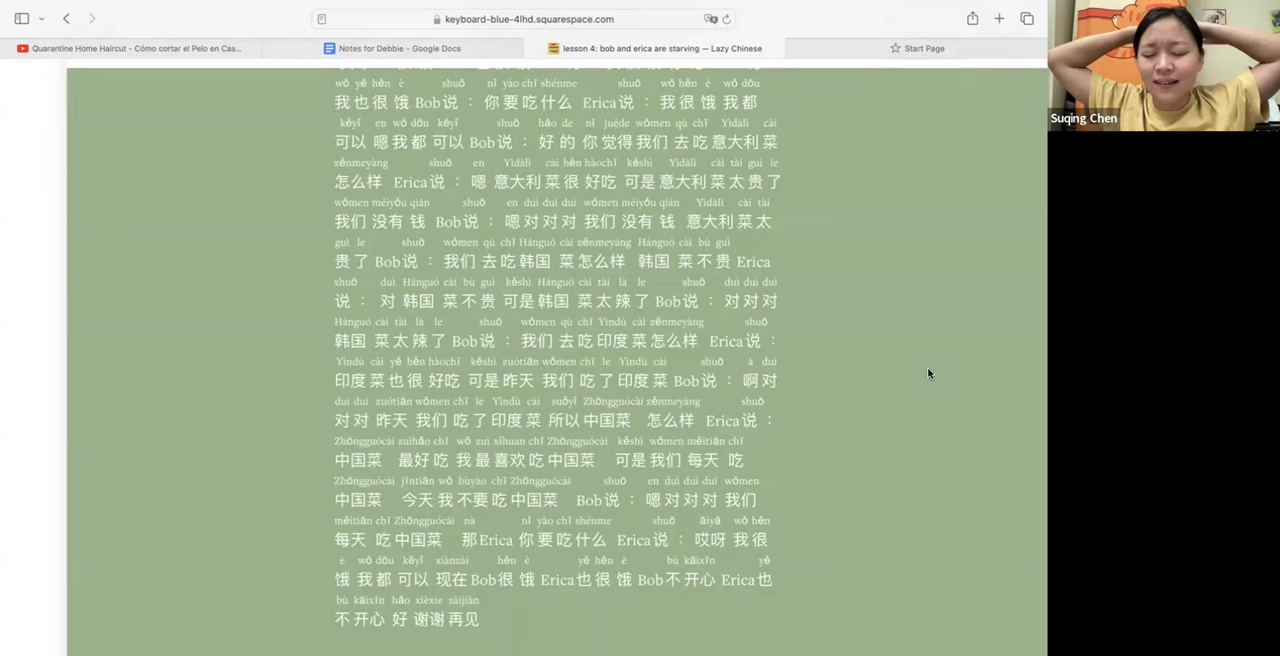 keyboard-blue-4lhd.squarespace.com
Quarantine Home Haircut - Cómo cortar el Pelo en Cas...
Notes for Debbie - Google Docs
lesson 4: bob and erica are starving — Lazy Chinese
Start Page
Suqing Chen
wǒ yě hěn è shuō nǐ yào chī shénme shuō wǒ hěn è wǒ dōu
我也很饿 Bob说 : 你要吃什么 Erica说 : 我很饿 我都
kěyǐ en wǒ dōu kěyǐ shuō hǎo de nǐ juéde wǒmen qù chī Yìdàlì cài
可以 嗯我都 可以 Bob说 : 好的 你觉得我们 去吃意大利菜
zěnmeyàng shuō en Yìdàlì cài hěn hàochī kěshì Yìdàlì cài tài guì le
怎么样 Erica说 : 嗯 意大利菜很 好吃 可是意大利菜太贵了
wǒmen méiyǒu qián shuō en duì duì duì wǒmen méiyǒu qián Yìdàlì cài tài
我们 没有 钱 Bob说 : 嗯对对对 我们 没有 钱 意大利菜太
guì le shuō wǒmen qù chī Hánguó cài zěnmeyàng Hánguó cài bù guì
贵了 Bob说 : 我们 去吃韩国 菜怎么样 韩国 菜不贵 Erica
shuō duì Hánguó cài bù guì kěshì Hánguó cài tài là le shuō duì duì duì
说 : 对 韩国 菜不贵 可是韩国 菜太辣了 Bob说 : 对对对
Hánguó cài tài là le shuō wǒmen qù chī Yìndù cài zěnmeyàng shuō
韩国 菜太辣了 Bob说 : 我们 去吃印度菜怎么样 Erica说 :
Yìndù cài yě hěn hàochī kěshì zuótiān wǒmen chī le Yìndù cài shuō à duì
印度菜也很 好吃 可是昨天 我们 吃了印度菜 Bob说 : 啊对
duì duì zuótiān wǒmen chī le Yìndù cài suǒyǐ Zhōngguócài zěnmeyàng shuō
对对 昨天 我们 吃了印度菜 所以中国菜 怎么样 Erica说 :
Zhōngguócài zuìhǎo chī wǒ zuì xǐhuan chī Zhōngguócài kěshì wǒmen měitiān chī
中国菜 最好吃 我最喜欢吃中国菜 可是我们 每天 吃
Zhōngguócài jīntiān wǒ bùyào chī Zhōngguócài shuō en duì duì duì wǒmen
中国菜 今天我不要吃中国菜 Bob说 : 嗯对对对 我们
měitiān chī Zhōngguócài nà nǐ yào chī shénme shuō āiyā wǒ hěn
每天 吃中国菜 那Erica 你要吃什么 Erica说 : 哎呀 我很
è wǒ dōu kěyǐ xiànzài hěn è yě hěn è bù kāixīn yě
饿 我都 可以 现在Bob很 饿 Erica也很 饿 Bob不开心 Erica也
bù kāixīn hǎo xièxie zàijiàn
不开心 好 谢谢再见